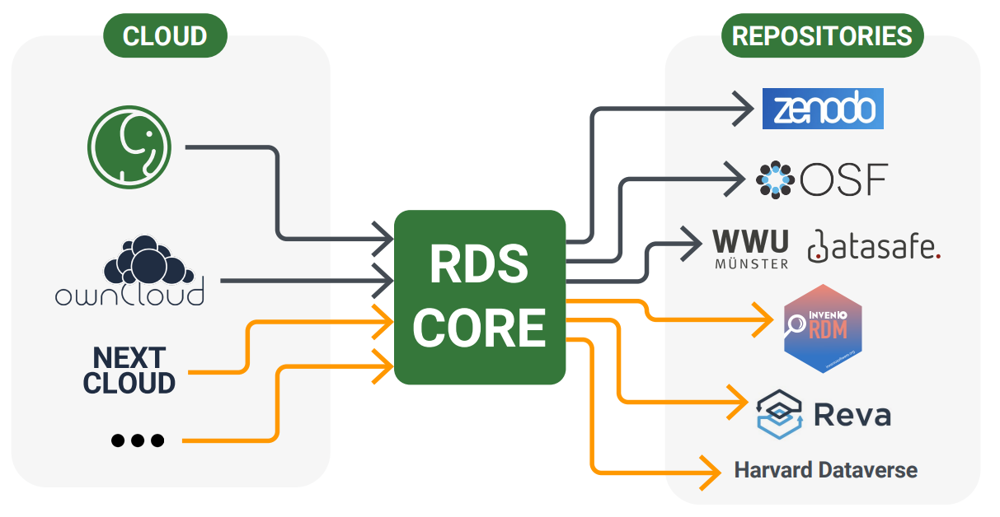 CLOUD
REPOSITORIES
zenodo
OSF
ownCloud
RDS
CORE
WWU
MÜNSTER
datasafe.
NEXT
CLOUD
INVENIO
RDM
Reva
Harvard Dataverse